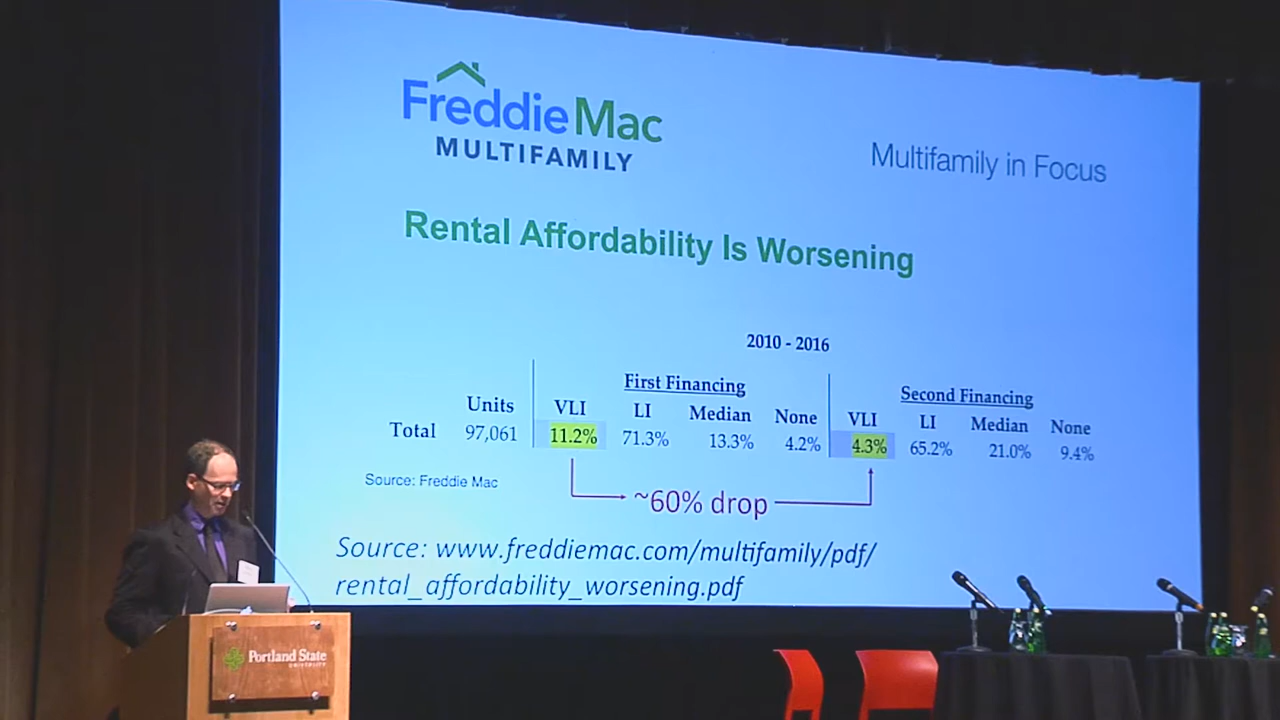 Freddie Mac
MULTIFAMILY
Multifamily in Focus
Rental Affordability Is Worsening
2010 - 2016
First Financing Second Financing
Units VLI LI Median None VLI LI Median None
Total 97,061 11.2% 71.3% 13.3% 4.2% 4.3% 65.2% 21.0% 9.4%
Source: Freddie Mac
~60% drop
Source: www.freddiemac.com/multifamily/pdf/
rental_affordability_worsening.pdf
Portland State
UNIVERSITY